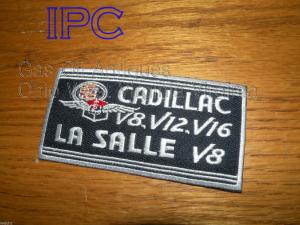 IPC
CADILLAC
V8.V12.V16
LA SALLE V8